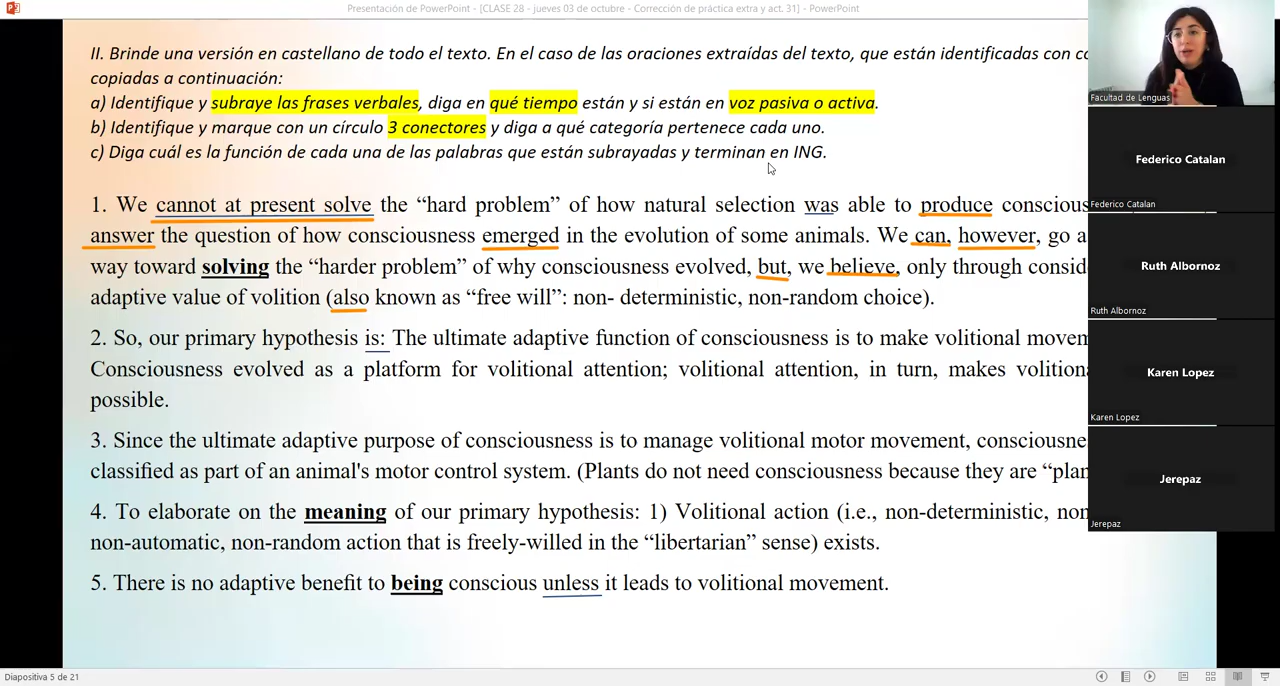 Presentación de PowerPoint - [CLASE 28 - jueves 03 de octubre - Corrección de práctica extra y act. 31] - PowerPoint
II. Brinde una versión en castellano de todo el texto. En el caso de las oraciones extraídas del texto, que están identificadas con
copiadas a continuación:
a) Identifique y subraye las frases verbales, diga en qué tiempo están y si están en voz pasiva o activa.
b) Identifique y marque con un círculo 3 conectores y diga a qué categoría pertenece cada uno.
c) Diga cuál es la función de cada una de las palabras que están subrayadas y terminan en ING.
1. We cannot at present solve the “hard problem” of how natural selection was able to produce
answer the question of how consciousness emerged in the evolution of some animals. We can, however, go a
way toward solving the “harder problem” of why consciousness evolved, but, we believe, only through
adaptive value of volition (also known as “free will”: non- deterministic, non-random choice).
2. So, our primary hypothesis is: The ultimate adaptive function of consciousness is to make volitional
Consciousness evolved as a platform for volitional attention; volitional attention, in turn, makes
possible.
3. Since the ultimate adaptive purpose of consciousness is to manage volitional motor movement,
classified as part of an animal's motor control system. (Plants do not need consciousness because they are
4. To elaborate on the meaning of our primary hypothesis: 1) Volitional action (i.e., non-deterministic,
non-automatic, non-random action that is freely-willed in the “libertarian” sense) exists.
5. There is no adaptive benefit to being conscious unless it leads to volitional movement.
Facultad de Lenguas
Federico Catalan
Federico Catalan
Ruth Albornoz
Ruth Albornoz
Karen Lopez
Karen Lopez
Jerepaz
Jerepaz
Diapositiva 5 de 21